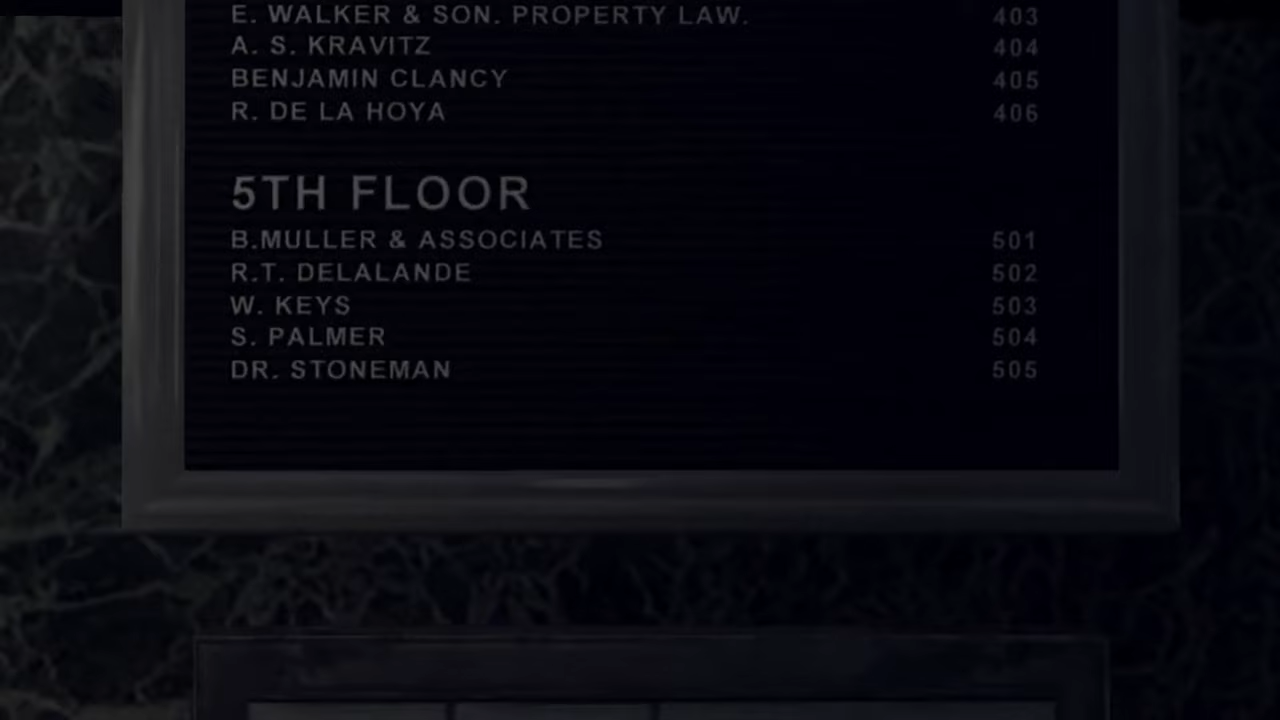 E. WALKER & SON. PROPERTY LAW. 403
A. S. KRAVITZ 404
BENJAMIN CLANCY 405
R. DE LA HOYA 406
5TH FLOOR
B.MULLER & ASSOCIATES 501
R.T. DELALANDE 502
W. KEYS 503
S. PALMER 504
DR. STONEMAN 505